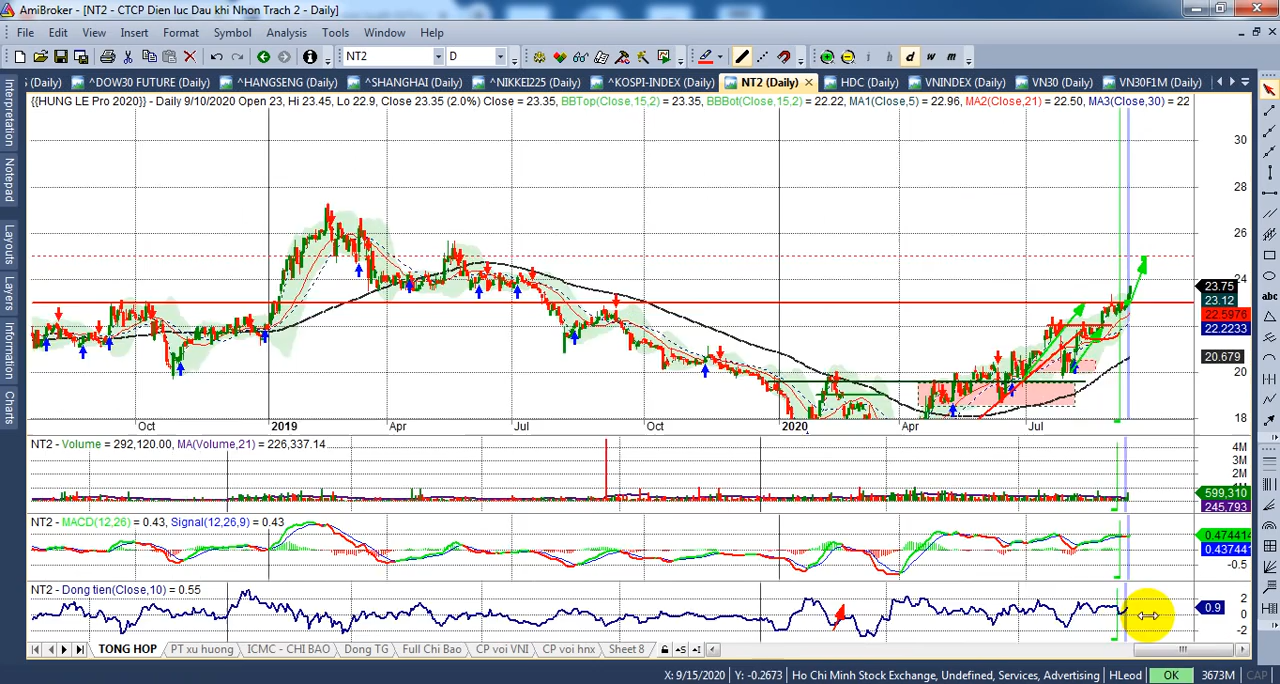 AmiBroker - [NT2 - CTCP Dien luc Dau khi Nhon Trach 2 - Daily]
File Edit View Insert Format Symbol Analysis Tools Window Help
NT2 D i d w m
(Daily) ^DOW30 FUTURE (Daily) ^HANGSENG (Daily) ^SHANGHAI (Daily) ^NIKKEI225 (Daily) ^KOSPI-INDEX (Daily) NT2 (Daily) HDC (Daily) VNINDEX (Daily) VN30 (Daily) VN30F1M (Daily)
{{HUNG LE Pro 2020}} - Daily 9/10/2020 Open 23, Hi 23.45, Lo 22.9, Close 23.35 (2.0%) Close = 23.35, BBTop(Close,15,2) = 23.35, BBBot(Close,15,2) = 22.22, MA1(Close,5) = 22.96, MA2(Close,21) = 22.50, MA3(Close,30) = 22
Interpretation
Notepad
Layouts
Layers
Information
Charts
abc
30
28
26
24
23.75
23.12
22.5976
22.2233
20.679
20
18
Oct 2019 Apr Jul Oct 2020 Apr Jul
NT2 - Volume = 292,120.00, MA(Volume,21) = 226,337.14
4M
3M
2M
599,310
245,793
NT2 - MACD(12,26) = 0.43, Signal(12,26,9) = 0.43
0.474414
0.437441
-0.5
NT2 - Dong tien(Close,10) = 0.55
2
0.9
0
-2
TONG HOP PT xu huong ICMC - CHI BAO Dong TG Full Chi Bao CP voi VNI CP voi hnx Sheet 8
X: 9/15/2020 Y: -0.2673 Ho Chi Minh Stock Exchange, Undefined, Services, Advertising HLeod OK 3673M CAP